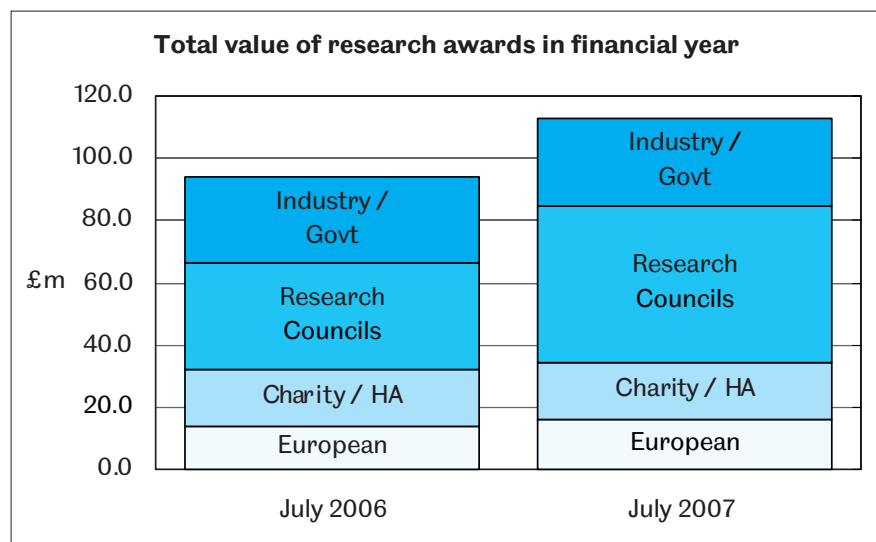 Total value of research awards in financial year
120.0
100.0
80.0
60.0
40.0
20.0
0.0
£m
Industry /
Govt
Research
Councils
Charity / HA
European
Industry /
Govt
Research
Councils
Charity / HA
European
July 2006
July 2007